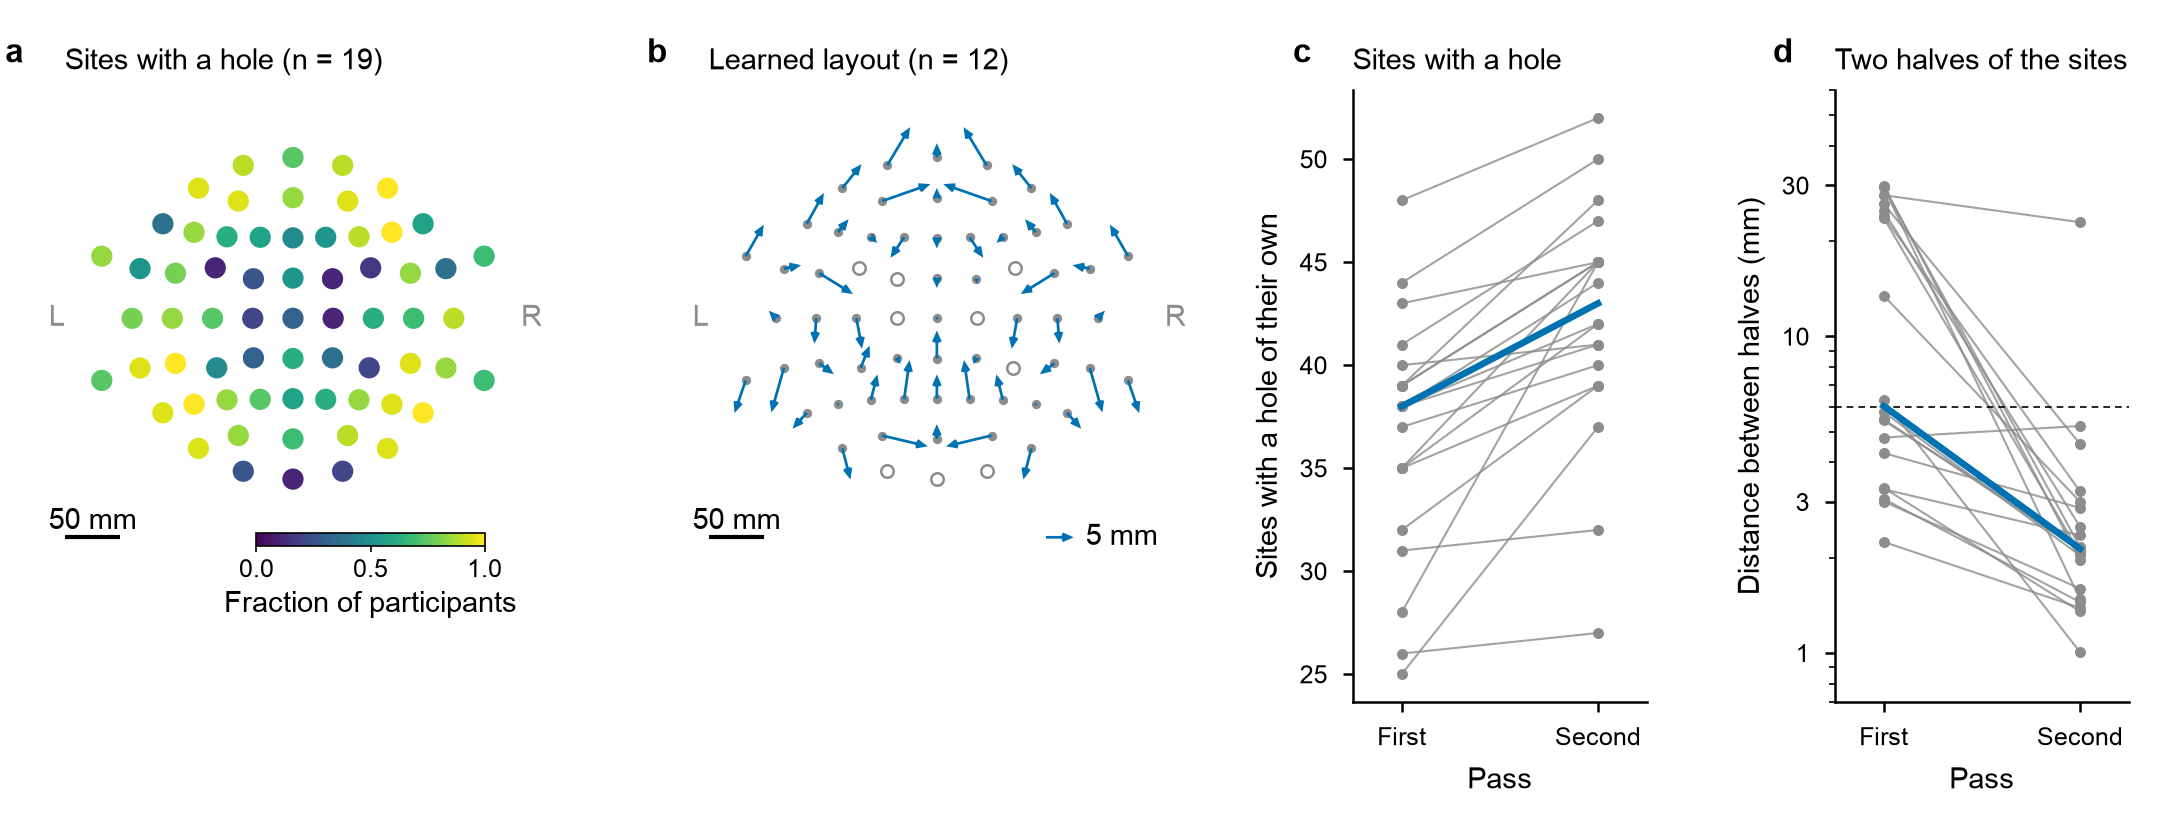 a Sites with a hole (n = 19)
L
R
50 mm
0.0 0.5 1.0
Fraction of participants
b Learned layout (n = 12)
L
R
50 mm
5 mm
c Sites with a hole
Sites with a hole of their own
50
45
40
35
30
25
First Second
Pass
d Two halves of the sites
Distance between halves (mm)
30
10
3
1
First Second
Pass